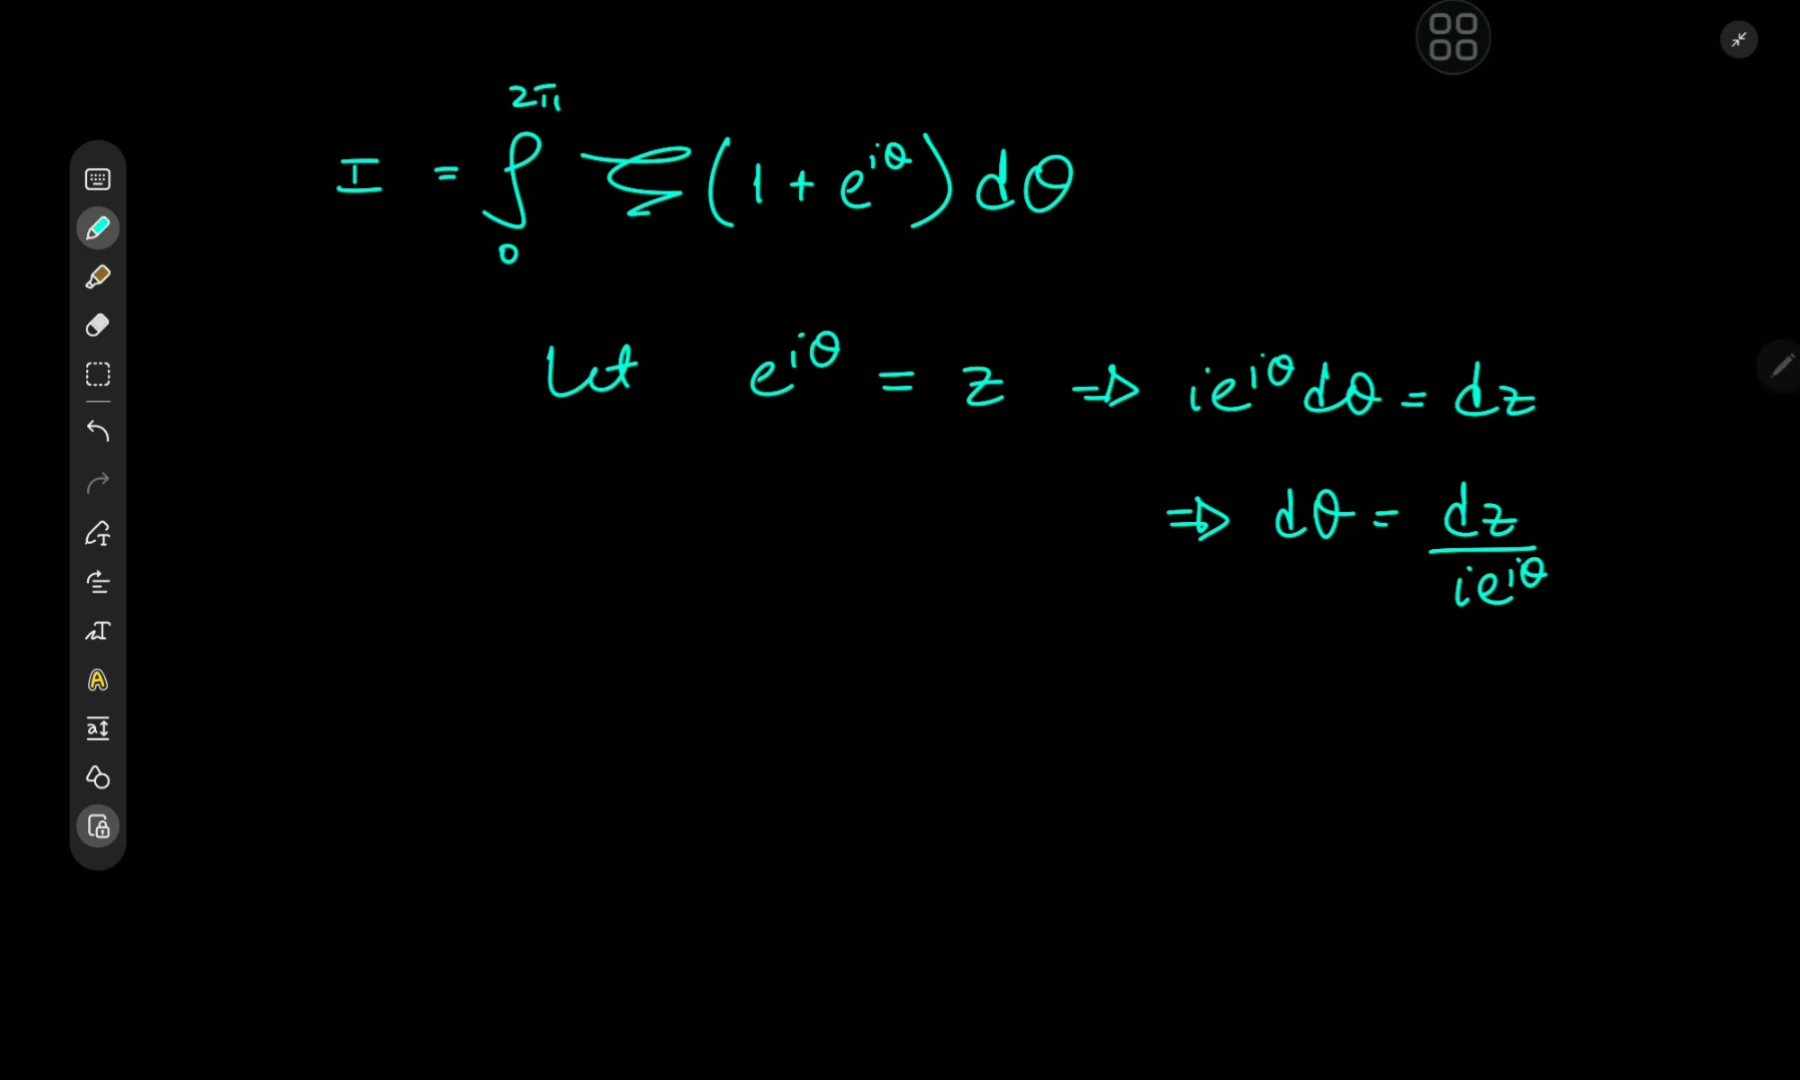 I = ∫₀^{2π} ζ(1 + e^{iθ}) dθ
Let e^{iθ} = z ⇒ ie^{iθ}dθ = dz
⇒ dθ = dz / ie^{iθ}